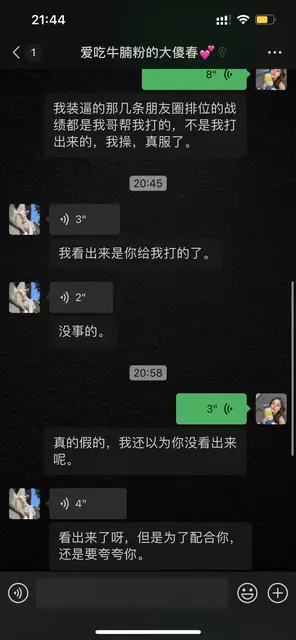 21:44
1
爱吃牛腩粉的大傻春💕
8"
我装逼的那几条朋友圈排位的战
绩都是我哥帮我打的，不是我打
出来的，我操，真服了。
20:45
3"
我看出来是你给我打的了。
2"
没事的。
20:58
3"
真的假的，我还以为你没看出来
呢。
4"
看出来了呀，但是为了配合你，
还是要夸夸你。